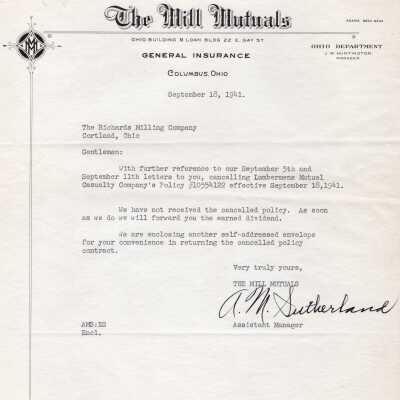 The Mill Mutuals
OHIO BUILDING & LOAN BLDG 22 E. GAY ST
GENERAL INSURANCE
COLUMBUS, OHIO
OHIO DEPARTMENT
J. W. HUNTINGTON
MANAGER
September 18, 1941.
The Richards Milling Company
Cortland, Ohio
Gentlemen:
With further reference to our September 5th and
September 11th letters to you, cancelling Lumbermens Mutual
Casualty Company's Policy #10554122 effective September 18,1941.
We have not received the cancelled policy. As soon
as we do we will forward you the earned dividend.
We are enclosing another self-addressed envelope
for your convenience in returning the cancelled policy
contract.
Very truly yours,
THE MILL MUTUALS
A. M. Sutherland
Assistant Manager
AMS:EE
Encl.